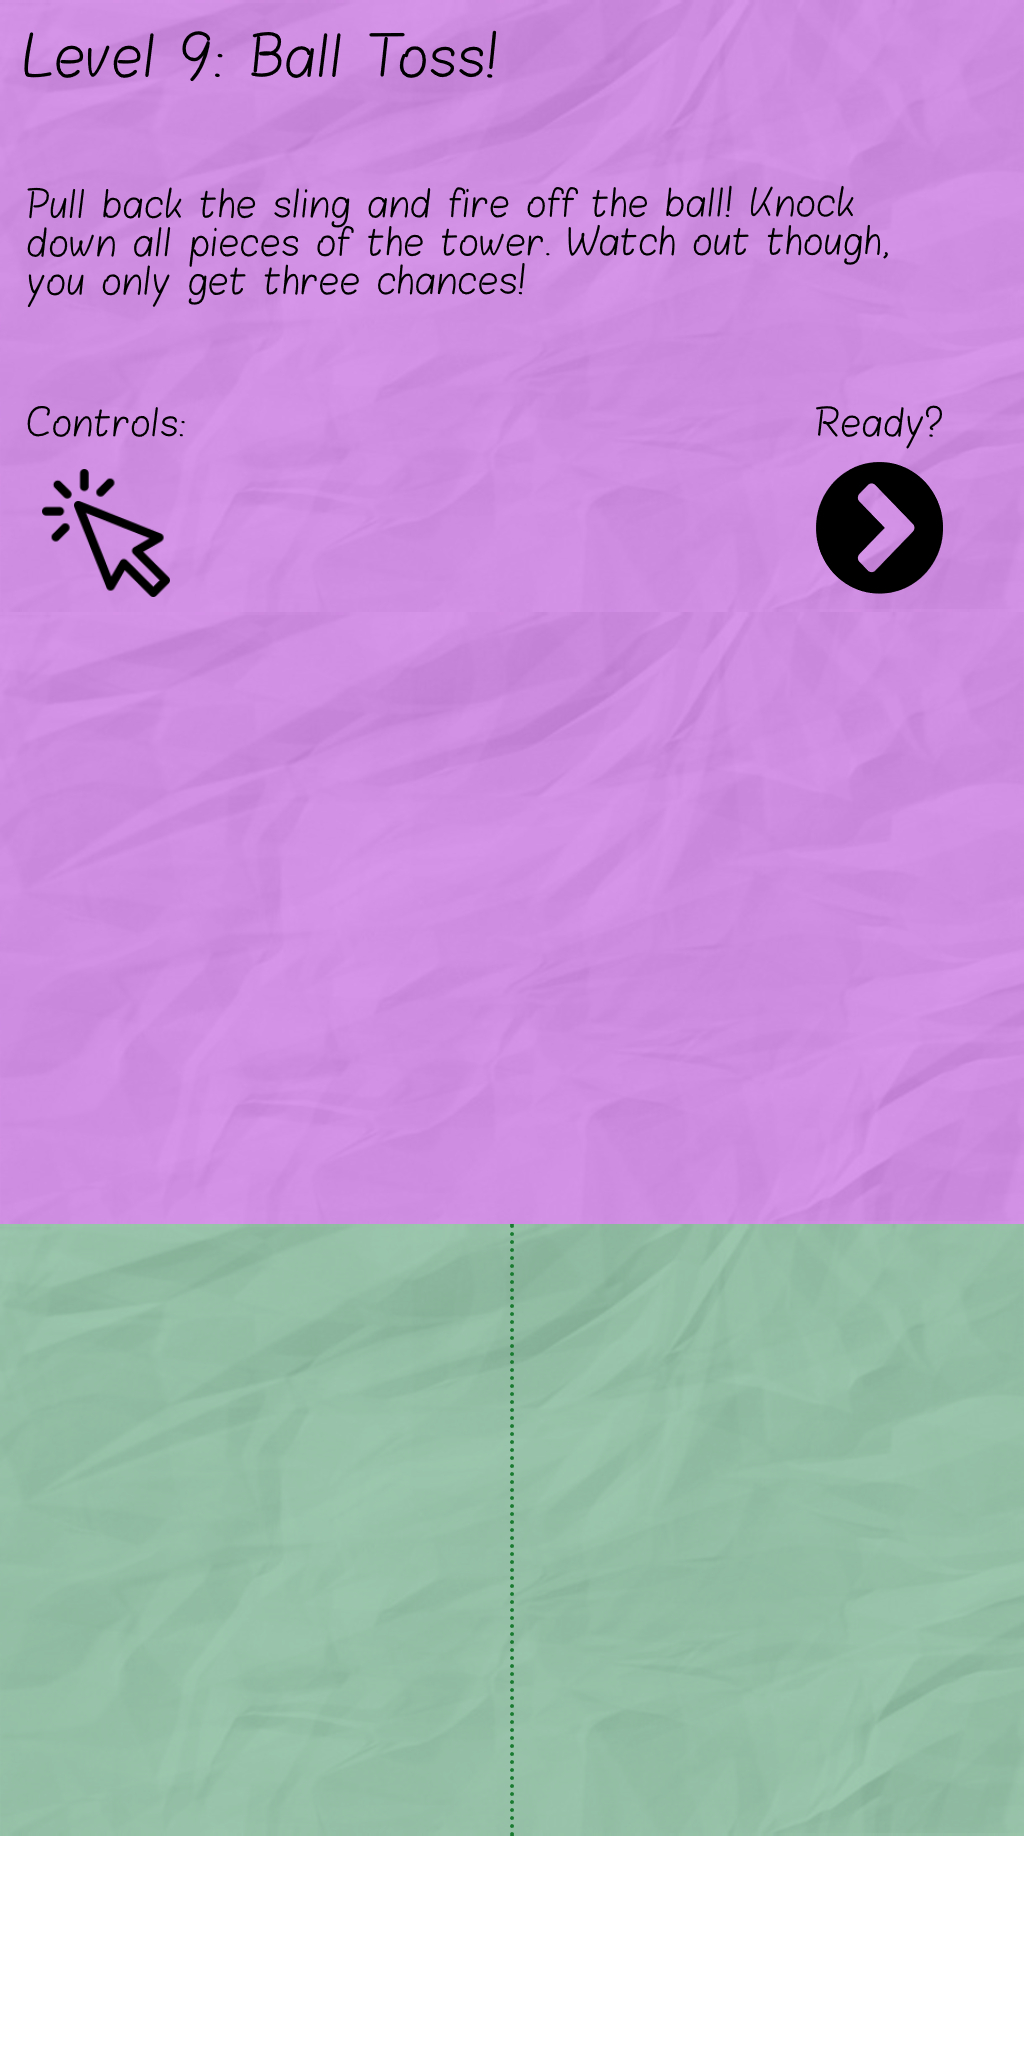 Level 9: Ball Toss!
Pull back the sling and fire off the ball! Knock
down all pieces of the tower. Watch out though,
you only get three chances!
Controls:
Ready?